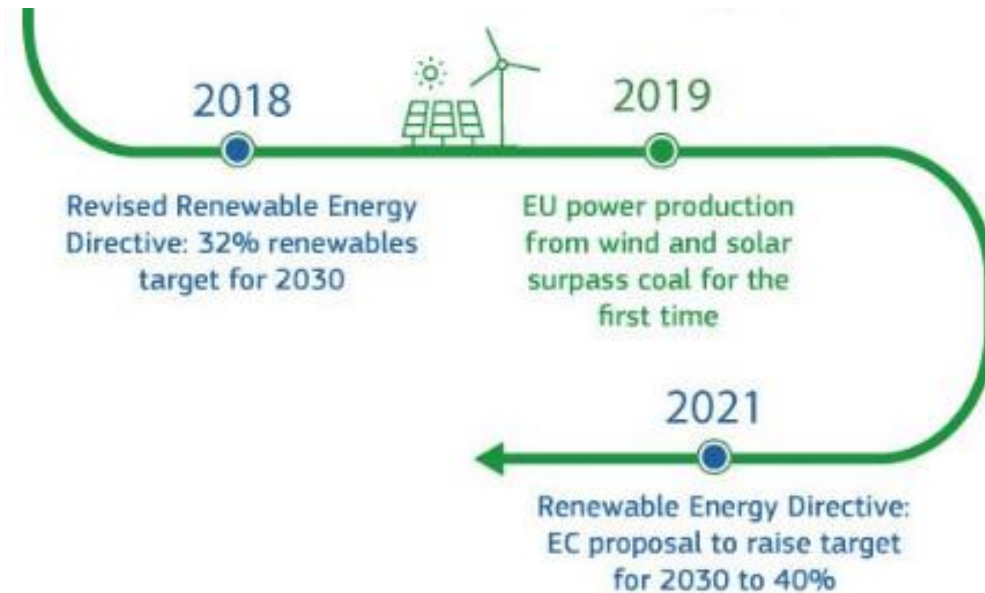 2018
Revised Renewable Energy
Directive: 32% renewables
target for 2030
2019
EU power production
from wind and solar
surpass coal for the
first time
2021
Renewable Energy Directive:
EC proposal to raise target
for 2030 to 40%